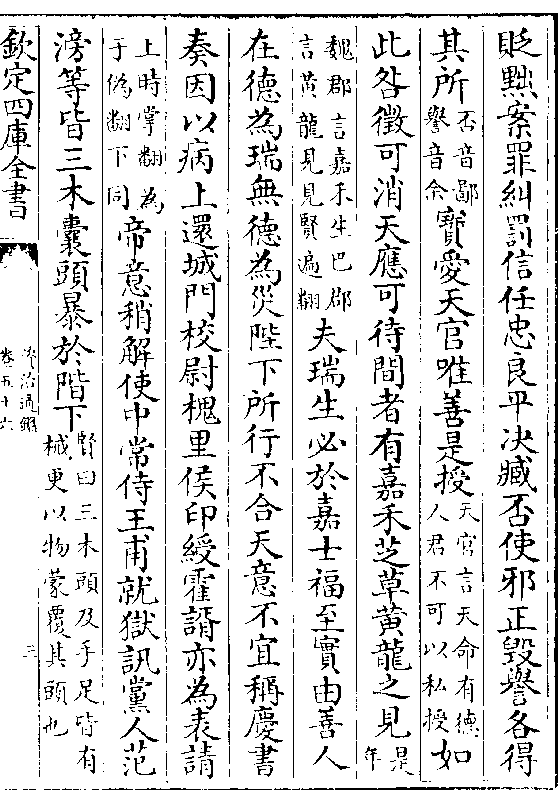 貶黜案罪糾罰信任忠良平决臧否使邪正毁譽各得
其所否音鄙譽音余寳愛天官唯善是授天官言天命有德人君不可以私授如
此咎徵可消天應可待間者有嘉禾芝草黄龍之見是年
魏郡言嘉禾生巴郡言黄龍見見賢遍翻夫瑞生必於嘉士福至實由善人
在德為瑞無德為災陛下所行不合天意不宜稱慶書
奏因以病上還城門校尉槐里侯印綬霍諝亦為表請
上時掌翻為于偽翻下同帝意稍解使中常侍王甫就獄訊黨人范
滂等皆三木囊頭暴於階下賢曰三木頭及手足皆有械更以物蒙覆其頭也
欽定四庫全書
資治通鑑
卷五十六
三